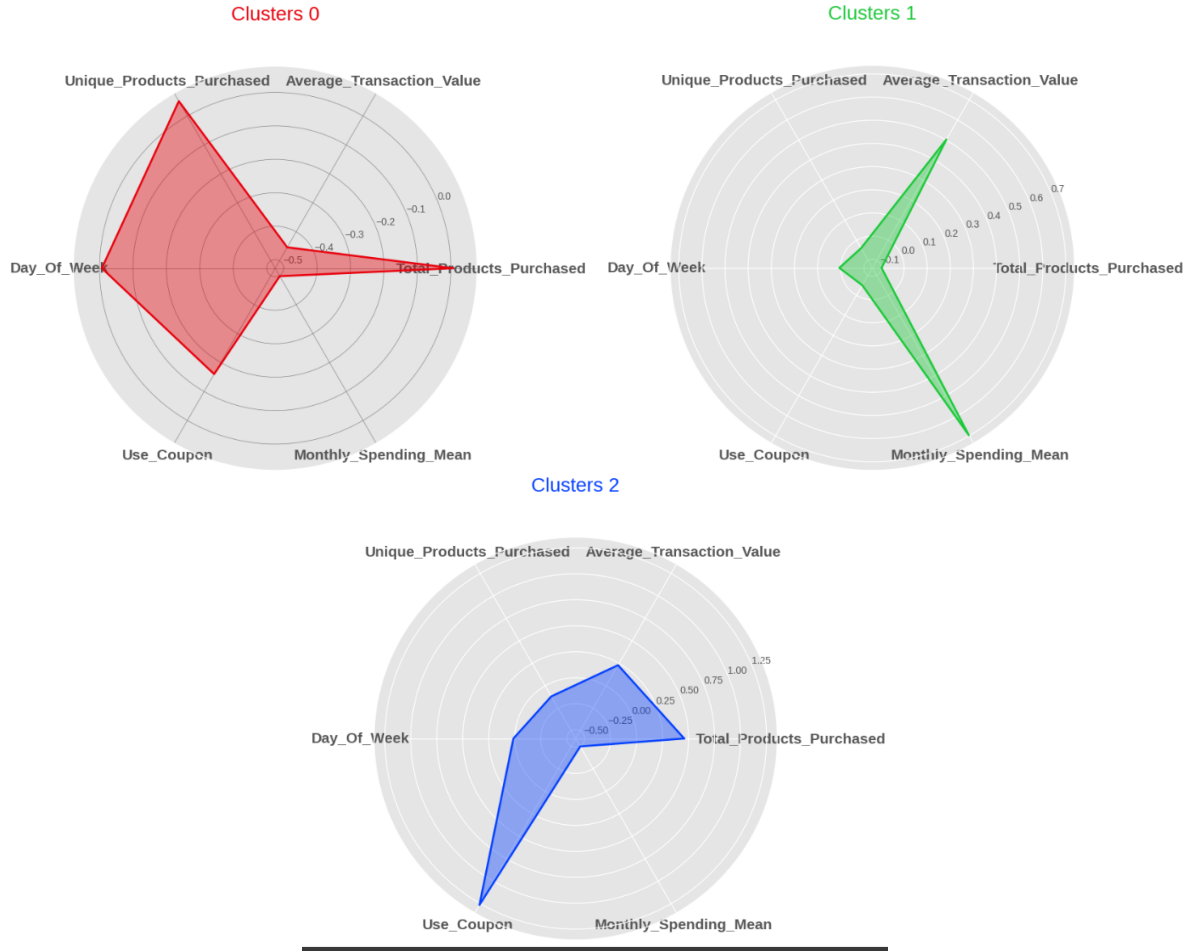 Clusters 0
Unique_Products_Purchased
Average_Transaction_Value
0.0
−0.1
−0.2
−0.3
−0.4
−0.5
Day_Of_Week
Total_Products_Purchased
Use_Coupon
Monthly_Spending_Mean
Clusters 1
Unique_Products_Purchased
Average_Transaction_Value
0.7
0.6
0.5
0.4
0.3
0.2
0.1
0.0
−0.1
Day_Of_Week
Total_Products_Purchased
Use_Coupon
Monthly_Spending_Mean
Clusters 2
Unique_Products_Purchased
Average_Transaction_Value
1.25
1.00
0.75
0.50
0.25
0.00
−0.25
−0.50
Day_Of_Week
Total_Products_Purchased
Use_Coupon
Monthly_Spending_Mean